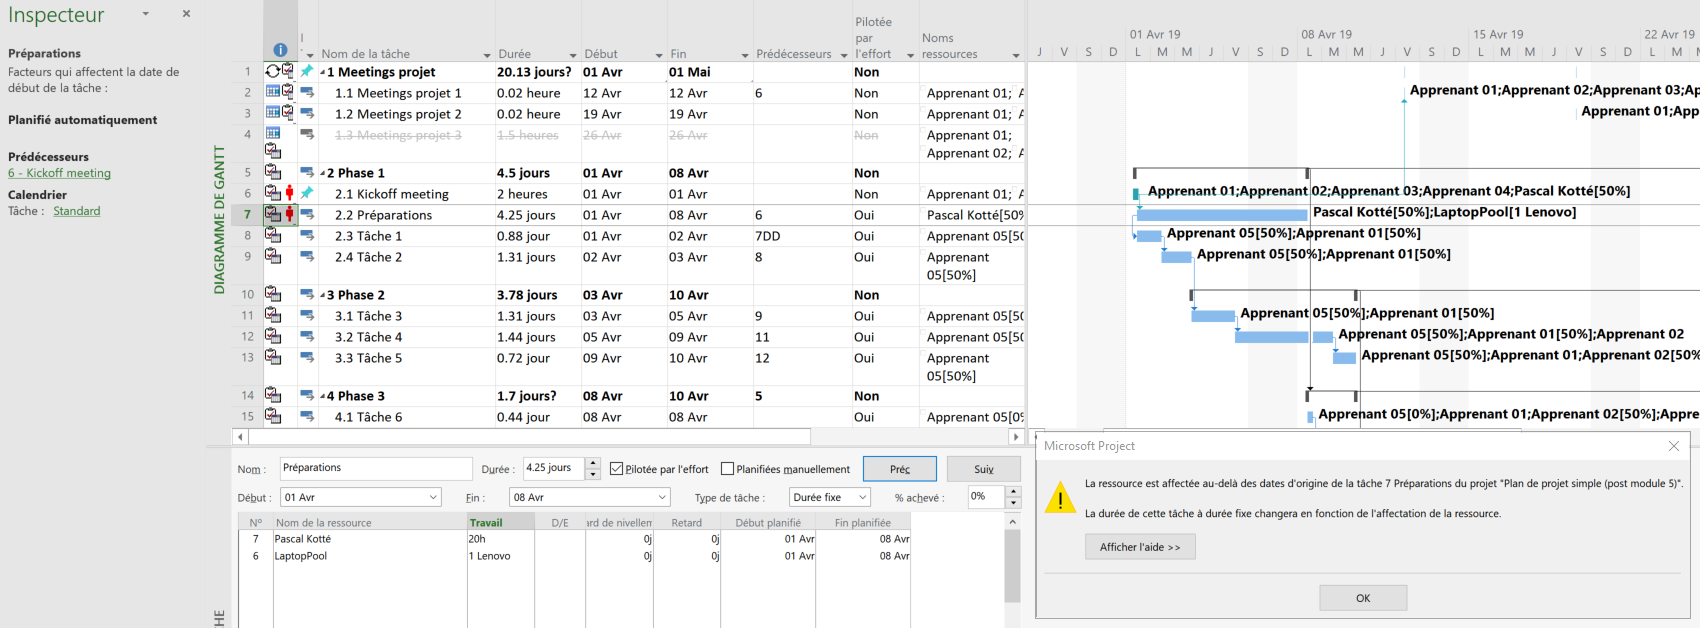 Inspecteur
Préparations
Facteurs qui affectent la date de
début de la tâche :
Planifié automatiquement
Prédécesseurs
6 - Kickoff meeting
Calendrier
Tâche : Standard
DIAGRAMME DE GANTT
Nom de la tâche Durée Début Fin Prédécesseurs Pilotée par l'effort Noms ressources
1 1 Meetings projet 20.13 jours? 01 Avr 01 Mai Non
2 1.1 Meetings projet 1 0.02 heure 12 Avr 12 Avr 6 Non Apprenant 01; A
3 1.2 Meetings projet 2 0.02 heure 19 Avr 19 Avr Non Apprenant 01; A
4 1.3 Meetings projet 3 1.5 heures 26 Avr 26 Avr Non Apprenant 01;
Apprenant 02; A
5 2 Phase 1 4.5 jours 01 Avr 08 Avr Non
6 2.1 Kickoff meeting 2 heures 01 Avr 01 Avr Non Apprenant 01; A
7 2.2 Préparations 4.25 jours 01 Avr 08 Avr 6 Oui Pascal Kotté[50%
8 2.3 Tâche 1 0.88 jour 01 Avr 02 Avr 7DD Oui Apprenant 05[50
9 2.4 Tâche 2 1.31 jours 02 Avr 03 Avr 8 Oui Apprenant
05[50%]
10 3 Phase 2 3.78 jours 03 Avr 10 Avr Non
11 3.1 Tâche 3 1.31 jours 03 Avr 05 Avr 9 Oui Apprenant 05[50
12 3.2 Tâche 4 1.44 jours 05 Avr 09 Avr 11 Oui Apprenant 05[50
13 3.3 Tâche 5 0.72 jour 09 Avr 10 Avr 12 Oui Apprenant
05[50%]
14 4 Phase 3 1.7 jours? 08 Avr 10 Avr 5 Non
15 4.1 Tâche 6 0.44 jour 08 Avr 08 Avr Oui Apprenant 05[0%
01 Avr 19 08 Avr 19 15 Avr 19 22 Avr 19
J V S D L M M J V S D L M M J V S D L M M J V S D L M
Apprenant 01;Apprenant 02;Apprenant 03;Ap
Apprenant 01;App
Apprenant 01;Apprenant 02;Apprenant 03;Apprenant 04;Pascal Kotté[50%]
Pascal Kotté[50%];LaptopPool[1 Lenovo]
Apprenant 05[50%];Apprenant 01[50%]
Apprenant 05[50%];Apprenant 01[50%]
Apprenant 05[50%];Apprenant 01[50%]
Apprenant 05[50%];Apprenant 01[50%];Apprenant 02
Apprenant 05[50%];Apprenant 01;Apprenant 02[50%
Apprenant 05[0%];Apprenant 01;Apprenant 02[50%];Appre
Nom : Préparations Durée : 4.25 jours Pilotée par l'effort Planifiées manuellement Préc Suiv
Début : 01 Avr Fin : 08 Avr Type de tâche : Durée fixe % achevé : 0%
N° Nom de la ressource Travail D/E ard de nivellem Retard Début planifié Fin planifiée
7 Pascal Kotté 20h 0j 0j 01 Avr 08 Avr
6 LaptopPool 1 Lenovo 0j 0j 01 Avr 08 Avr
HE
Microsoft Project
La ressource est affectée au-delà des dates d'origine de la tâche 7 Préparations du projet "Plan de projet simple (post module 5)".
La durée de cette tâche à durée fixe changera en fonction de l'affectation de la ressource.
Afficher l'aide >>
OK